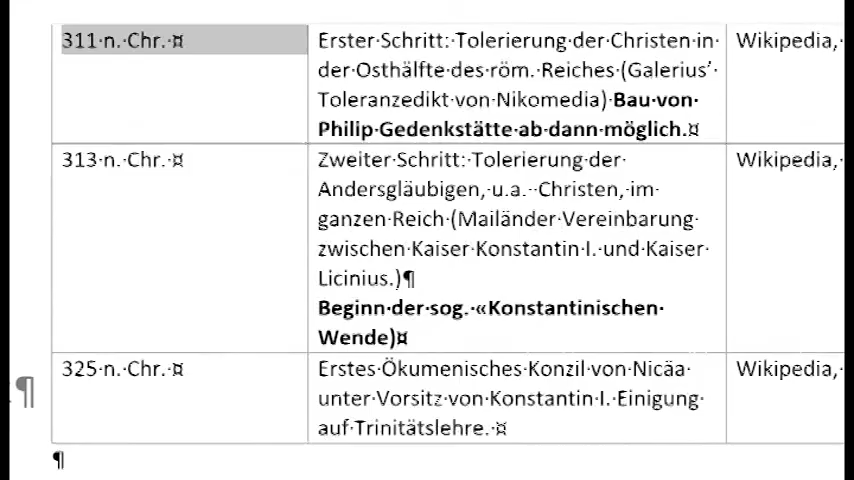 311 n. Chr.
Erster Schritt: Tolerierung der Christen in
der Osthälfte des röm. Reiches (Galerius'
Toleranzedikt von Nikomedia) Bau von
Philip Gedenkstätte ab dann möglich.
Wikipedia,
313 n. Chr.
Zweiter Schritt: Tolerierung der
Andersgläubigen, u.a. Christen, im
ganzen Reich (Mailänder Vereinbarung
zwischen Kaiser Konstantin I. und Kaiser
Licinius.)¶
Beginn der sog. «Konstantinischen
Wende)
Wikipedia,
325 n. Chr.
Erstes Ökumenisches Konzil von Nicäa
unter Vorsitz von Konstantin I. Einigung
auf Trinitätslehre.
Wikipedia,